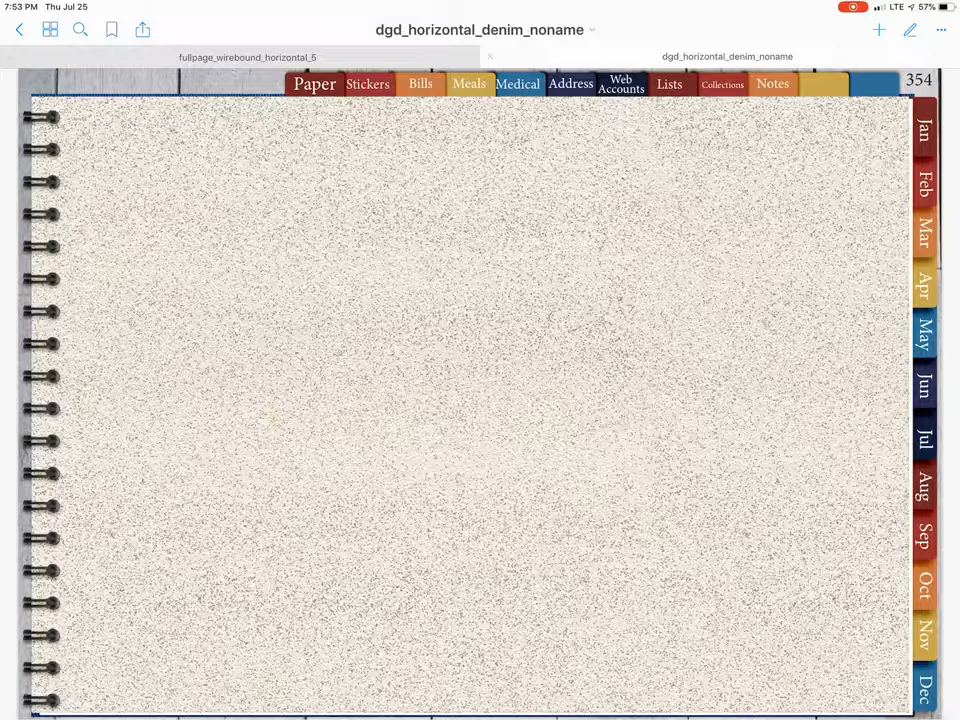 7:53 PM Thu Jul 25
LTE 57%
dgd_horizontal_denim_noname
fullpage_wirebound_horizontal_5
dgd_horizontal_denim_noname
Paper Stickers Bills Meals Medical Address Web Accounts Lists Collections Notes 354
Jan
Feb
Mar
Apr
May
Jun
Jul
Aug
Sep
Oct
Nov
Dec